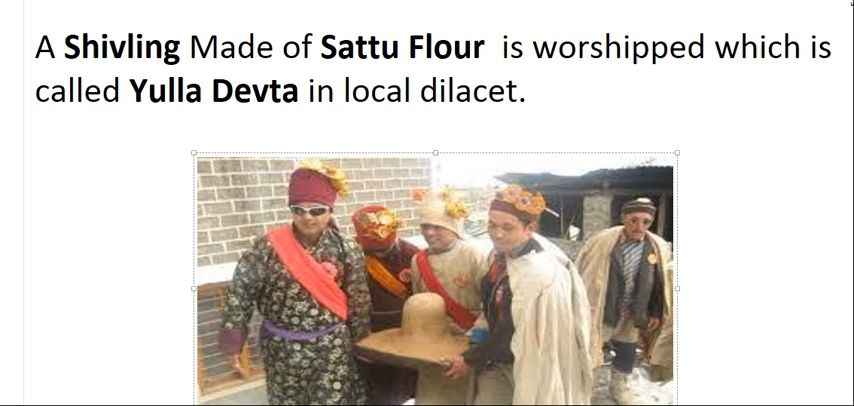 A Shivling Made of Sattu Flour is worshipped which is
called Yulla Devta in local dilacet.